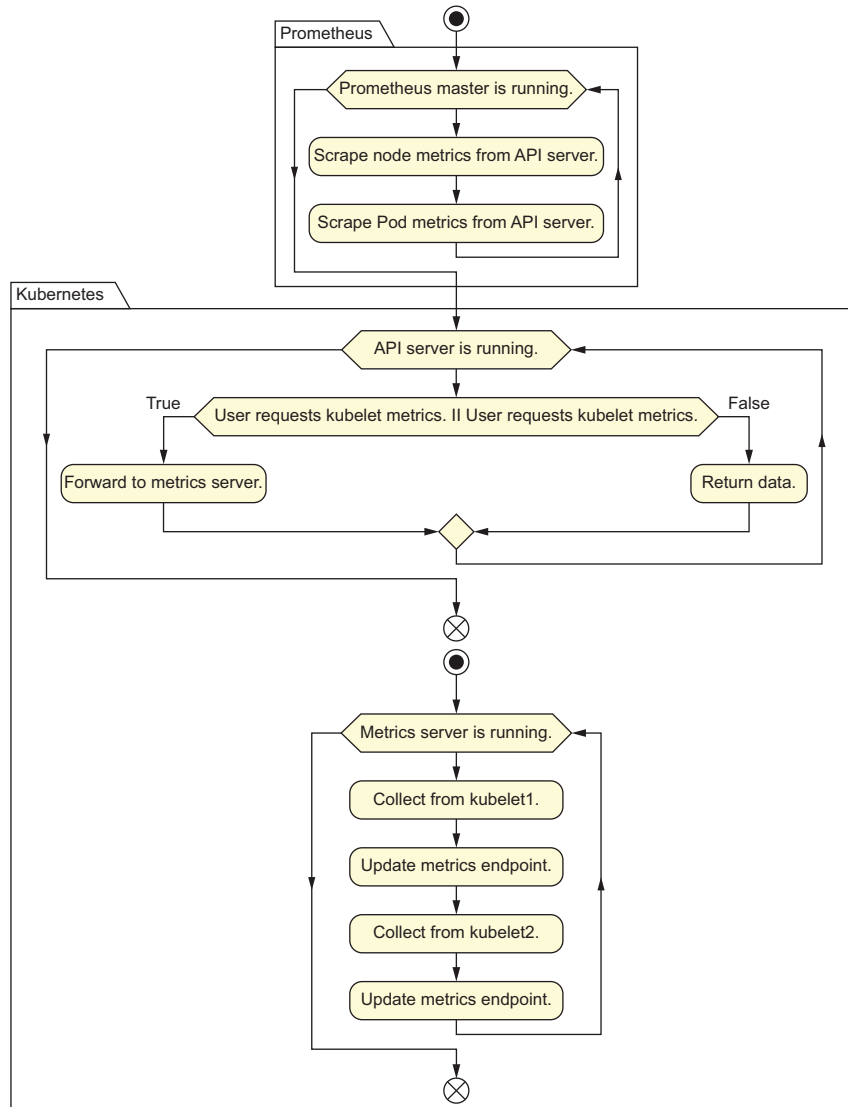 Prometheus
Prometheus master is running.
Scrape node metrics from API server.
Scrape Pod metrics from API server.
Kubernetes
API server is running.
True
User requests kubelet metrics. II User requests kubelet metrics.
False
Forward to metrics server.
Return data.
Metrics server is running.
Collect from kubelet1.
Update metrics endpoint.
Collect from kubelet2.
Update metrics endpoint.